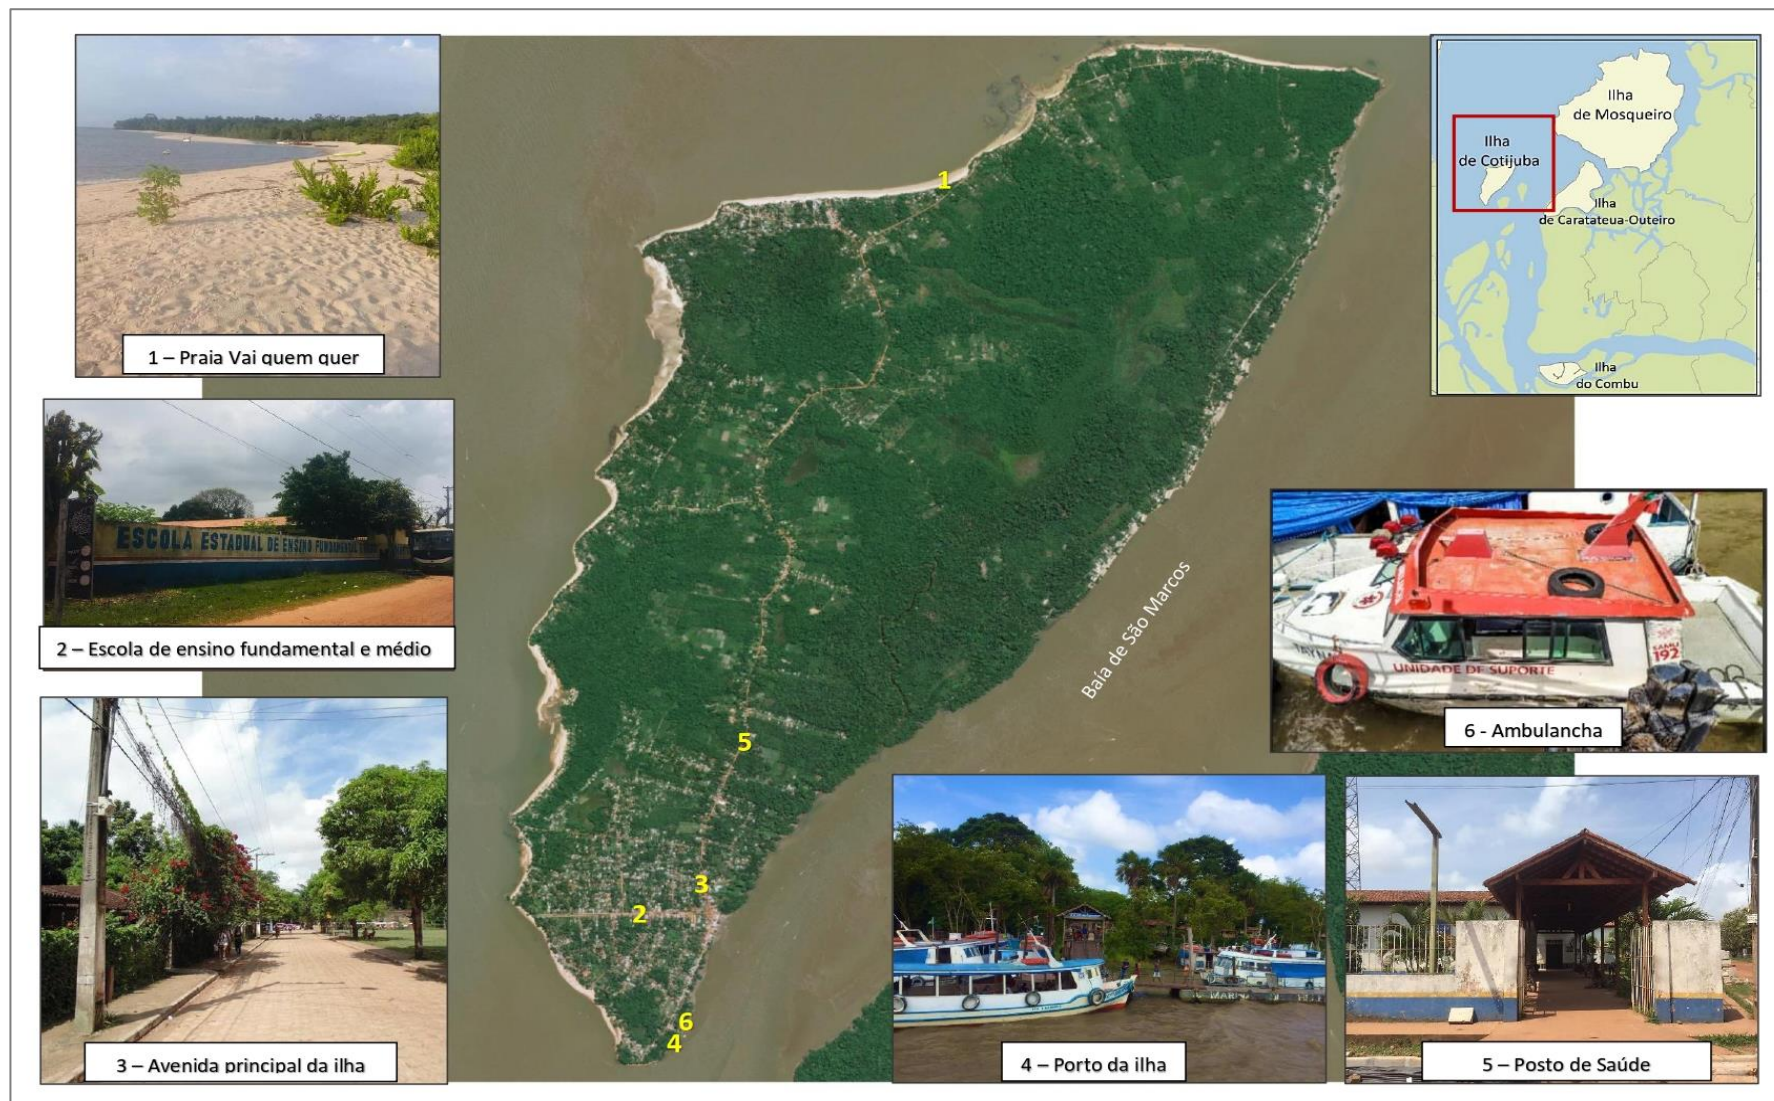 1 – Praia Vai quem quer
ESCOLA ESTADUAL DE ENSINO FUNDAMENTAL
2 – Escola de ensino fundamental e médio
3 – Avenida principal da ilha
1
5
3
2
6
4
Baía de São Marcos
Ilha
de Mosqueiro
Ilha
de Cotijuba
Ilha
de Caratateua-Outeiro
Ilha
do Combu
UNIDADE DE SUPORTE
SAMU
192
6 - Ambulancha
4 – Porto da ilha
5 – Posto de Saúde